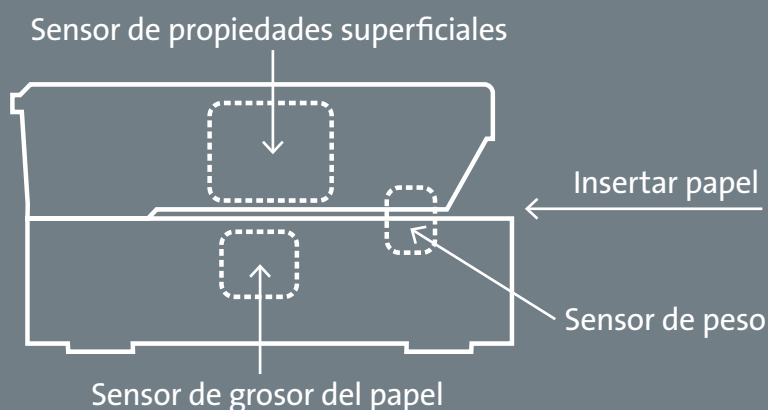 Sensor de propiedades superficiales
Insertar papel
Sensor de peso
Sensor de grosor del papel